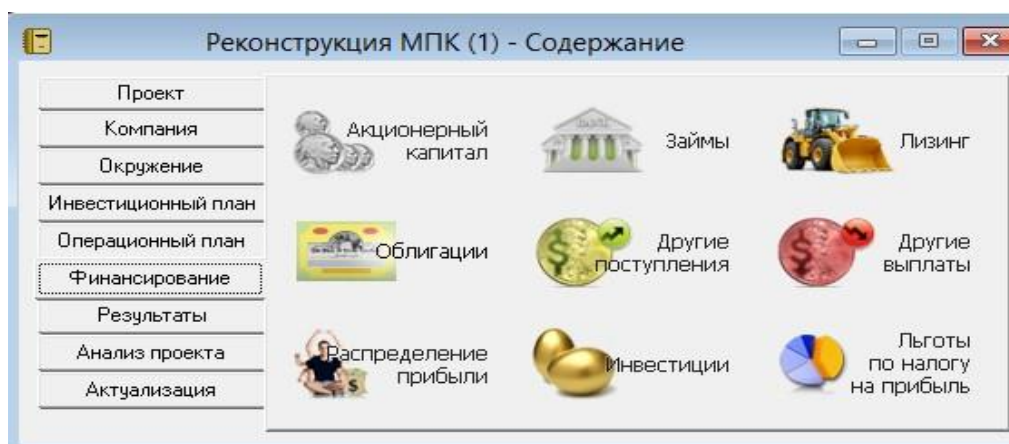 Реконструкция МПК (1) - Содержание
Проект
Компания
Окружение
Инвестиционный план
Операционный план
Финансирование
Результаты
Анализ проекта
Актуализация
Акционерный
капитал
Займы
Лизинг
Облигации
Другие
поступления
Другие
выплаты
Распределение
прибыли
Инвестиции
Льготы
по налогу
на прибыль